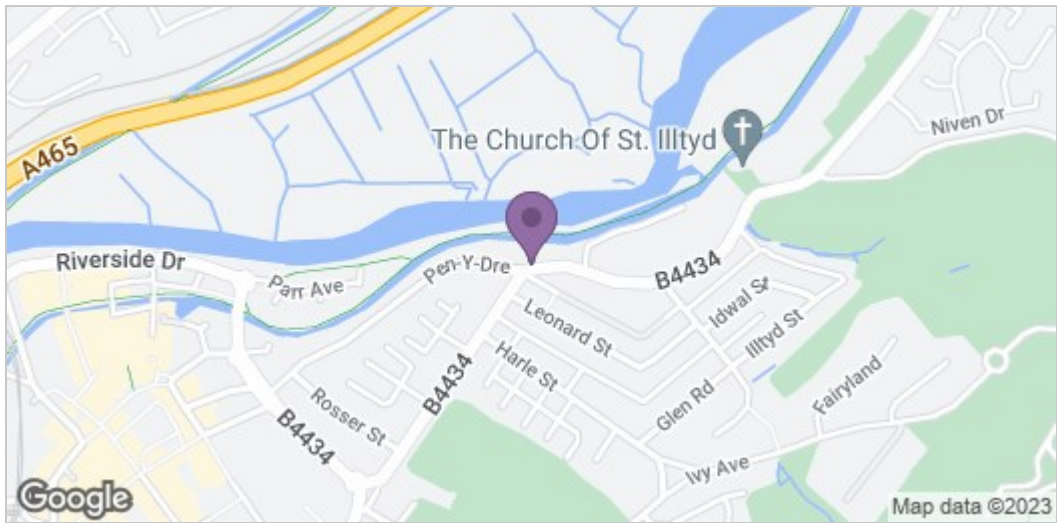 Niven Dr
The Church Of St. Illtyd
A465
Riverside Dr
Parr Ave
Pen-Y-Dre
B4434
Idwal St
Leonard St
Illtyd St
Harle St
B4434
Fairyland
Glen Rd
Rosser St
B4434
Ivy Ave
Google
Map data ©2023